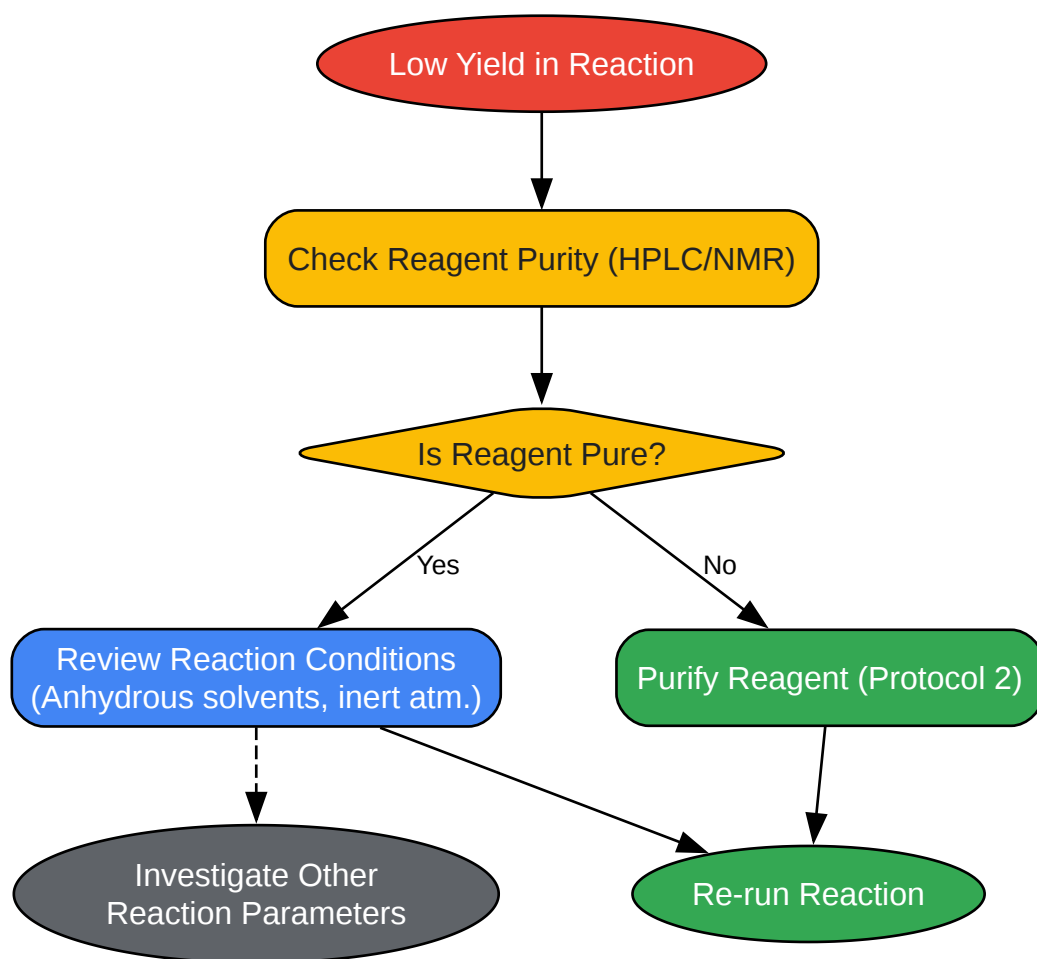 Low Yield in Reaction
Check Reagent Purity (HPLC/NMR)
Is Reagent Pure?
Yes
No
Review Reaction Conditions
(Anhydrous solvents, inert atm.)
Purify Reagent (Protocol 2)
Investigate Other
Reaction Parameters
Re-run Reaction